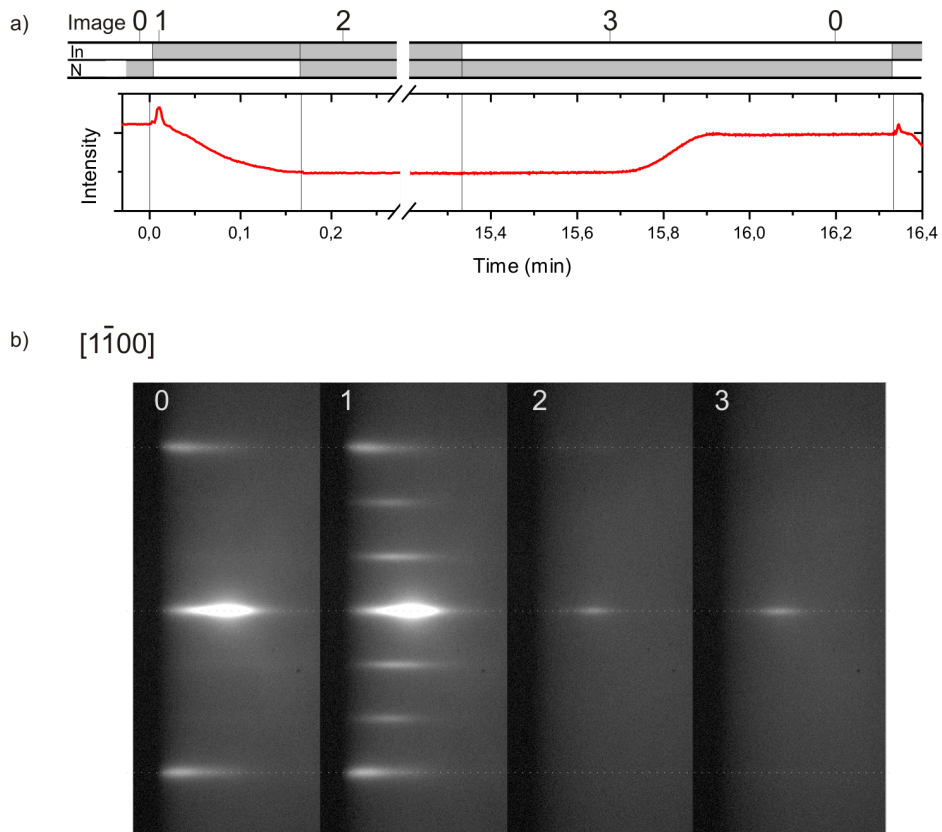 a)
Image 0 1 2 3 0
In
N
Intensity
0,0 0,1 0,2 15,4 15,6 15,8 16,0 16,2 16,4
Time (min)
b) [11̅00]
0 1 2 3